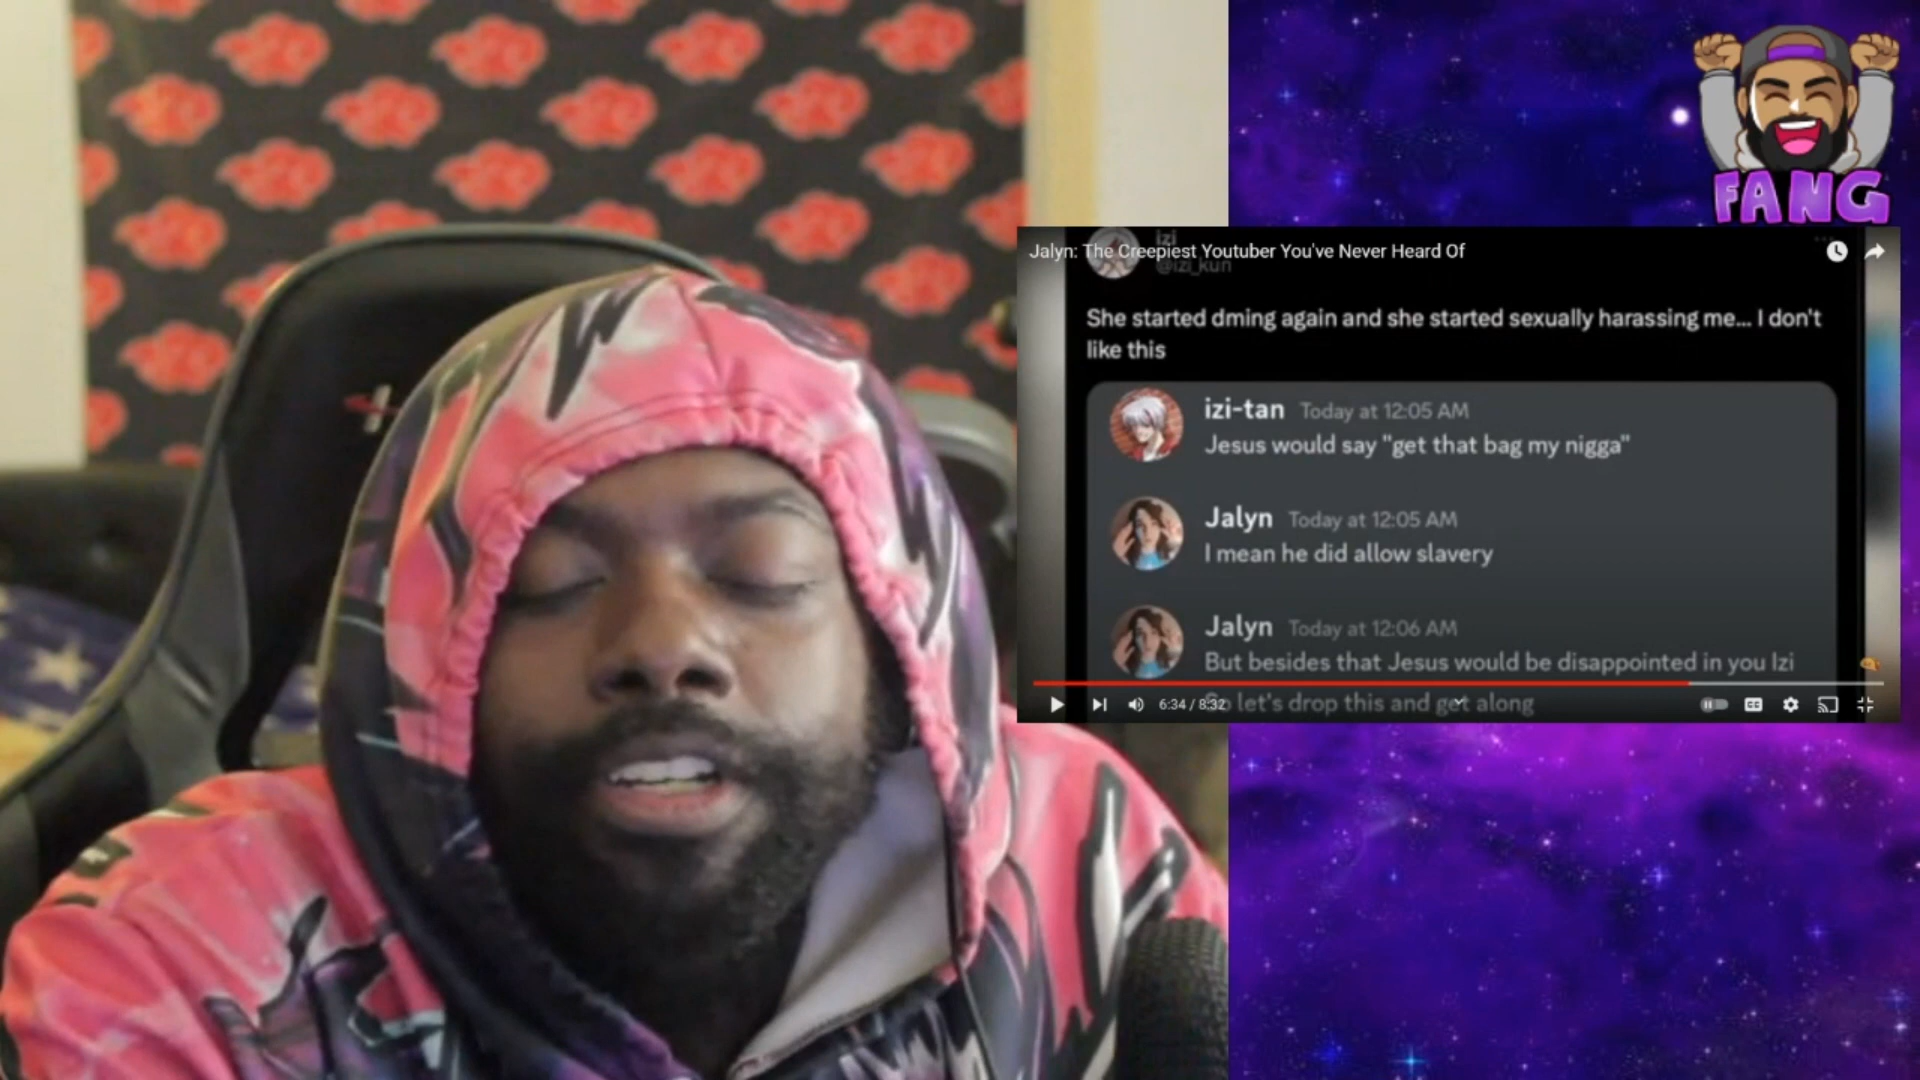 FANG
izi
Jalyn: The Creepiest Youtuber You've Never Heard Of
@izi_kun
She started dming again and she started sexually harassing me... I don't
like this
izi-tan Today at 12:05 AM
Jesus would say "get that bag my nigga"
Jalyn Today at 12:05 AM
I mean he did allow slavery
Jalyn Today at 12:06 AM
But besides that Jesus would be disappointed in you Izi
let's drop this and get along
6:34 / 8:32
CC